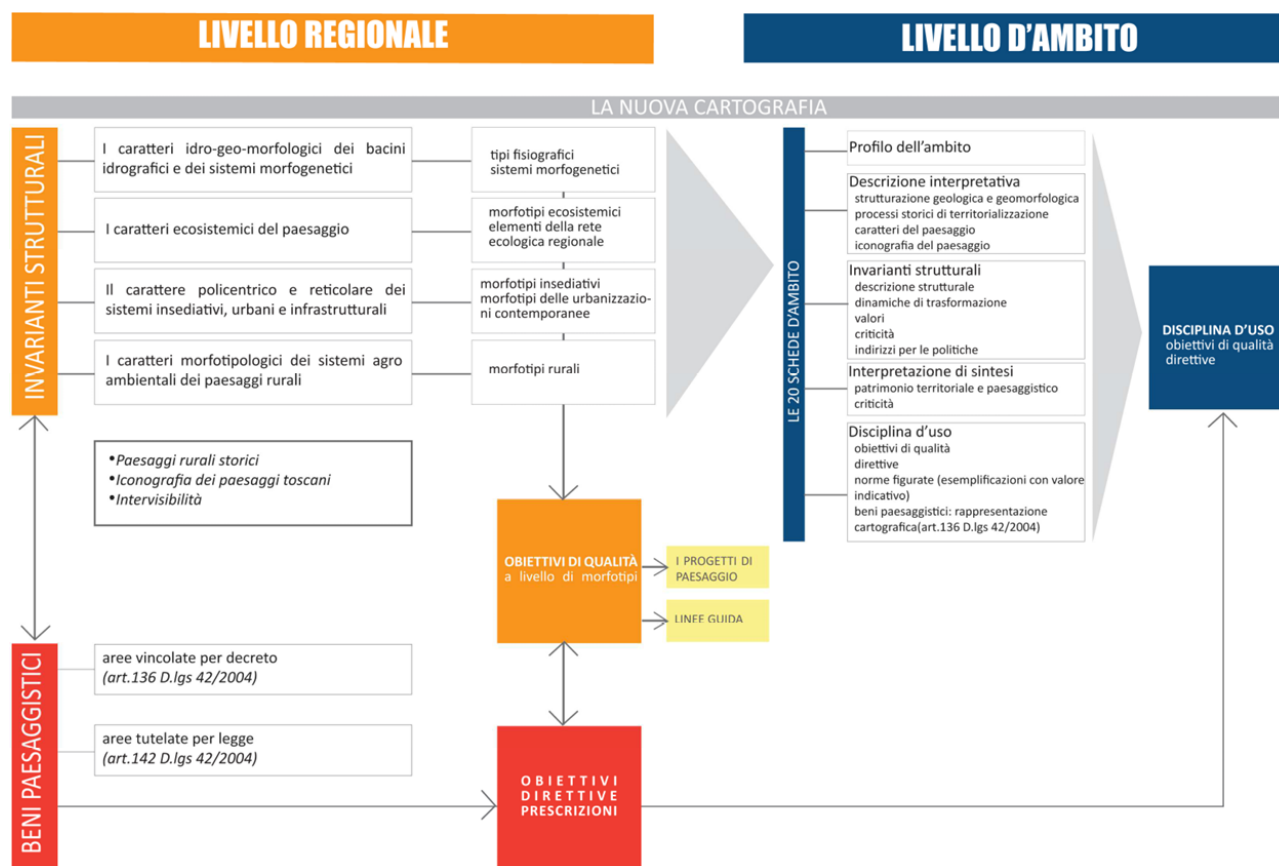 LIVELLO REGIONALE
LIVELLO D'AMBITO
LA NUOVA CARTOGRAFIA
INVARIANTI STRUTTURALI
I caratteri idro-geo-morfologici dei bacini
idrografici e dei sistemi morfogenetici
tipi fisiografici
sistemi morfogenetici
I caratteri ecosistemici del paesaggio
morfotipi ecosistemici
elementi della rete
ecologica regionale
Il carattere policentrico e reticolare dei
sistemi insediativi, urbani e infrastrutturali
morfotipi insediativi
morfotipi delle urbanizzazio-
ni contemporanee
I caratteri morfotipologici dei sistemi agro
ambientali dei paesaggi rurali
morfotipi rurali
•Paesaggi rurali storici
•Iconografia dei paesaggi toscani
•Intervisibilità
OBIETTIVI DI QUALITÀ
a livello di morfotipi
I PROGETTI DI
PAESAGGIO
LINEE GUIDA
BENI PAESAGGISTICI
aree vincolate per decreto
(art.136 D.lgs 42/2004)
aree tutelate per legge
(art.142 D.lgs 42/2004)
OBIETTIVI
DIRETTIVE
PRESCRIZIONI
LE 20 SCHEDE D'AMBITO
Profilo dell'ambito
Descrizione interpretativa
strutturazione geologica e geomorfologica
processi storici di territorializzazione
caratteri del paesaggio
iconografia del paesaggio
Invarianti strutturali
descrizione strutturale
dinamiche di trasformazione
valori
criticità
indirizzi per le politiche
Interpretazione di sintesi
patrimonio territoriale e paesaggistico
criticità
Disciplina d'uso
obiettivi di qualità
direttive
norme figurate (esemplificazioni con valore
indicativo)
beni paesaggistici: rappresentazione
cartografica(art.136 D.lgs 42/2004)
DISCIPLINA D'USO
obiettivi di qualità
direttive